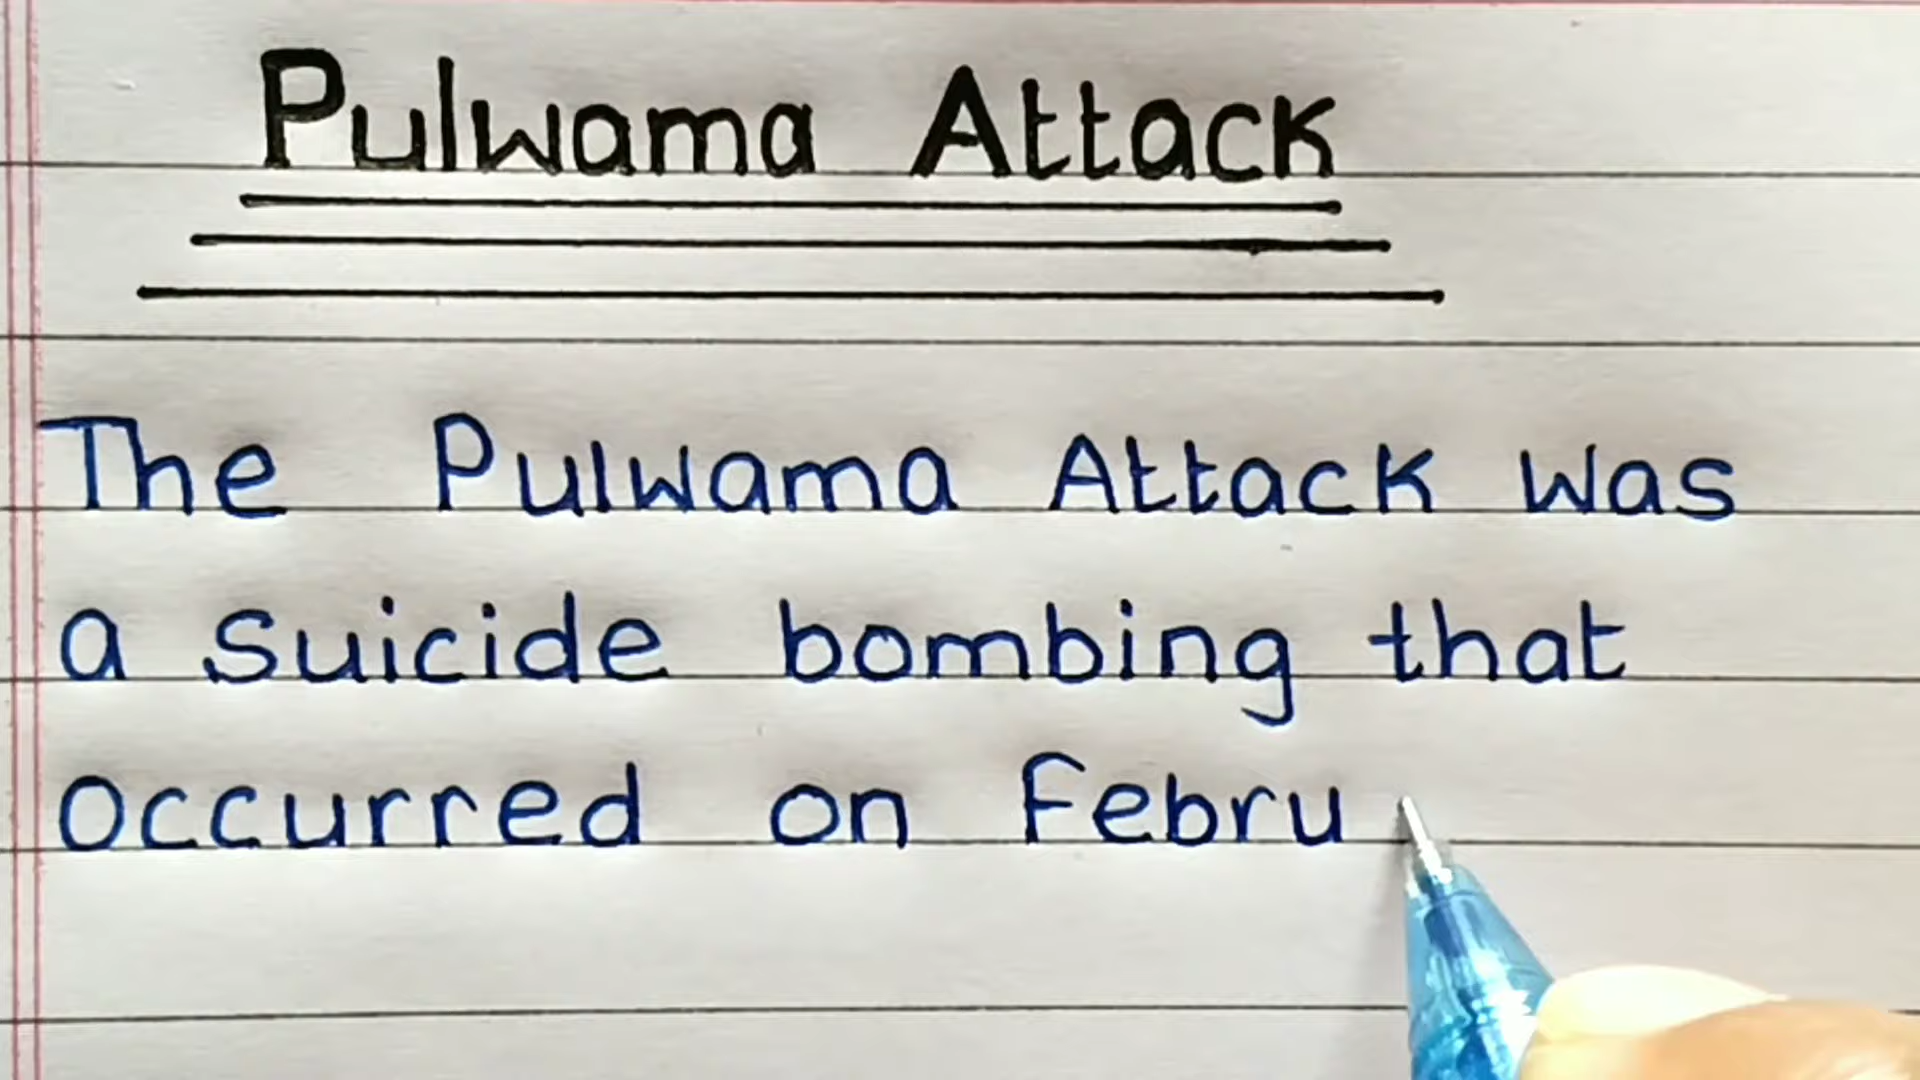 Pulwama Attack
The Pulwama Attack was
a suicide bombing that
occurred on Febru